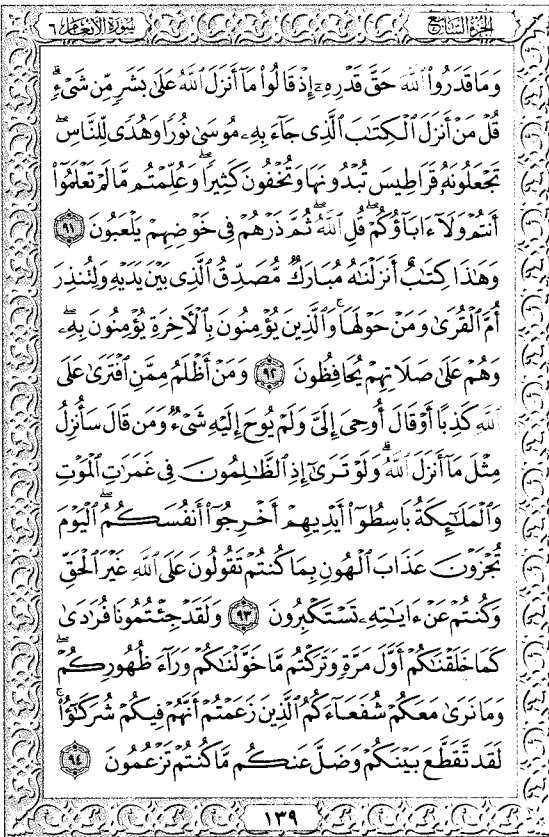 الجزء السابع
سورة الأنعام ٦
وَمَا قَدَرُوا۟ ٱللَّهَ حَقَّ قَدْرِهِۦٓ إِذْ قَالُوا۟ مَآ أَنزَلَ ٱللَّهُ عَلَىٰ بَشَرٍ مِّن شَىْءٍ ۗ
قُلْ مَنْ أَنزَلَ ٱلْكِتَـٰبَ ٱلَّذِى جَآءَ بِهِۦ مُوسَىٰ نُورًا وَهُدًى لِّلنَّاسِ ۖ
تَجْعَلُونَهُۥ قَرَاطِيسَ تُبْدُونَهَا وَتُخْفُونَ كَثِيرًا ۖ وَعُلِّمْتُم مَّا لَمْ تَعْلَمُوٓا۟
أَنتُمْ وَلَآ ءَابَآؤُكُمْ ۖ قُلِ ٱللَّهُ ۖ ثُمَّ ذَرْهُمْ فِى خَوْضِهِمْ يَلْعَبُونَ ٩١
وَهَـٰذَا كِتَـٰبٌ أَنزَلْنَـٰهُ مُبَارَكٌ مُّصَدِّقُ ٱلَّذِى بَيْنَ يَدَيْهِ وَلِتُنذِرَ
أُمَّ ٱلْقُرَىٰ وَمَنْ حَوْلَهَا ۚ وَٱلَّذِينَ يُؤْمِنُونَ بِٱلْـَٔاخِرَةِ يُؤْمِنُونَ بِهِۦ ۖ
وَهُمْ عَلَىٰ صَلَاتِهِمْ يُحَافِظُونَ ٩٢ وَمَنْ أَظْلَمُ مِمَّنِ ٱفْتَرَىٰ عَلَى
ٱللَّهِ كَذِبًا أَوْ قَالَ أُوحِىَ إِلَىَّ وَلَمْ يُوحَ إِلَيْهِ شَىْءٌ وَمَن قَالَ سَأُنزِلُ
مِثْلَ مَآ أَنزَلَ ٱللَّهُ ۗ وَلَوْ تَرَىٰٓ إِذِ ٱلظَّـٰلِمُونَ فِى غَمَرَٰتِ ٱلْمَوْتِ
وَٱلْمَلَـٰٓئِكَةُ بَاسِطُوٓا۟ أَيْدِيهِمْ أَخْرِجُوٓا۟ أَنفُسَكُمُ ۖ ٱلْيَوْمَ
تُجْزَوْنَ عَذَابَ ٱلْهُونِ بِمَا كُنتُمْ تَقُولُونَ عَلَى ٱللَّهِ غَيْرَ ٱلْحَقِّ
وَكُنتُمْ عَنْ ءَايَـٰتِهِۦ تَسْتَكْبِرُونَ ٩٣ وَلَقَدْ جِئْتُمُونَا فُرَٰدَىٰ
كَمَا خَلَقْنَـٰكُمْ أَوَّلَ مَرَّةٍ وَتَرَكْتُم مَّا خَوَّلْنَـٰكُمْ وَرَآءَ ظُهُورِكُمْ ۖ
وَمَا نَرَىٰ مَعَكُمْ شُفَعَآءَكُمُ ٱلَّذِينَ زَعَمْتُمْ أَنَّهُمْ فِيكُمْ شُرَكَـٰٓؤُا۟ ۚ
لَقَد تَّقَطَّعَ بَيْنَكُمْ وَضَلَّ عَنكُم مَّا كُنتُمْ تَزْعُمُونَ ٩٤
١٣٩